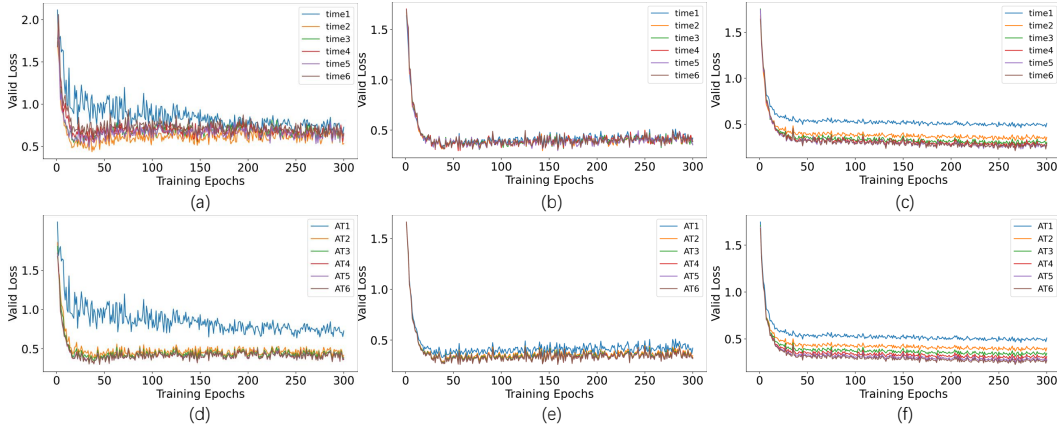 2.0
1.5
1.0
0.5
Valid Loss
time1
time2
time3
time4
time5
time6
0 50 100 150 200 250 300
Training Epochs
(a)
1.5
1.0
0.5
Valid Loss
time1
time2
time3
time4
time5
time6
0 50 100 150 200 250 300
Training Epochs
(b)
1.5
1.0
0.5
Valid Loss
time1
time2
time3
time4
time5
time6
0 50 100 150 200 250 300
Training Epochs
(c)
1.5
1.0
0.5
Valid Loss
AT1
AT2
AT3
AT4
AT5
AT6
0 50 100 150 200 250 300
Training Epochs
(d)
1.5
1.0
0.5
Valid Loss
AT1
AT2
AT3
AT4
AT5
AT6
0 50 100 150 200 250 300
Training Epochs
(e)
1.5
1.0
0.5
Valid Loss
AT1
AT2
AT3
AT4
AT5
AT6
0 50 100 150 200 250 300
Training Epochs
(f)